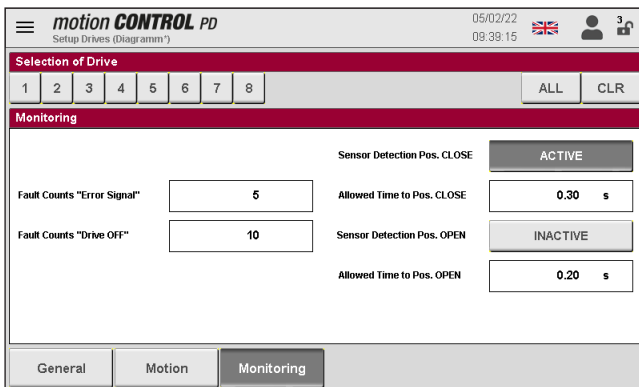 motion CONTROL PD
Setup Drives (Diagramm*)
05/02/22
09:39:15
3
Selection of Drive
1 2 3 4 5 6 7 8 ALL CLR
Monitoring
Sensor Detection Pos. CLOSE ACTIVE
Fault Counts "Error Signal" 5 Allowed Time to Pos. CLOSE 0.30 s
Fault Counts "Drive OFF" 10 Sensor Detection Pos. OPEN INACTIVE
Allowed Time to Pos. OPEN 0.20 s
General Motion Monitoring